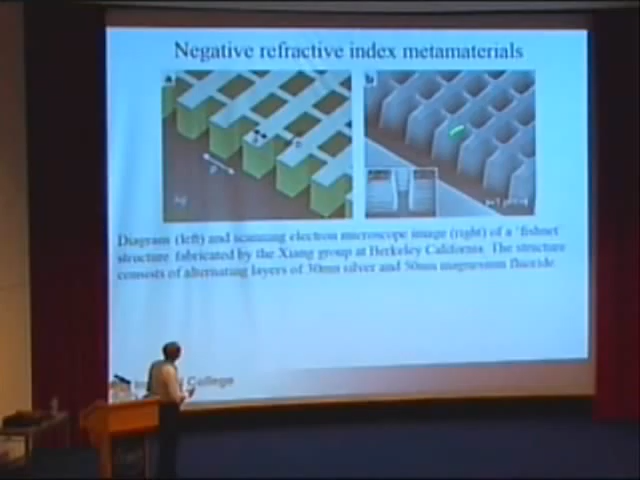 Negative refractive index metamaterials
a
b
Diagram (left) and scanning electron microscope image (right) of a 'fishnet'
structure fabricated by the Xiang group at Berkeley California. The structure
consists of alternating layers of 30nm silver and 50nm magnesium fluoride.
College